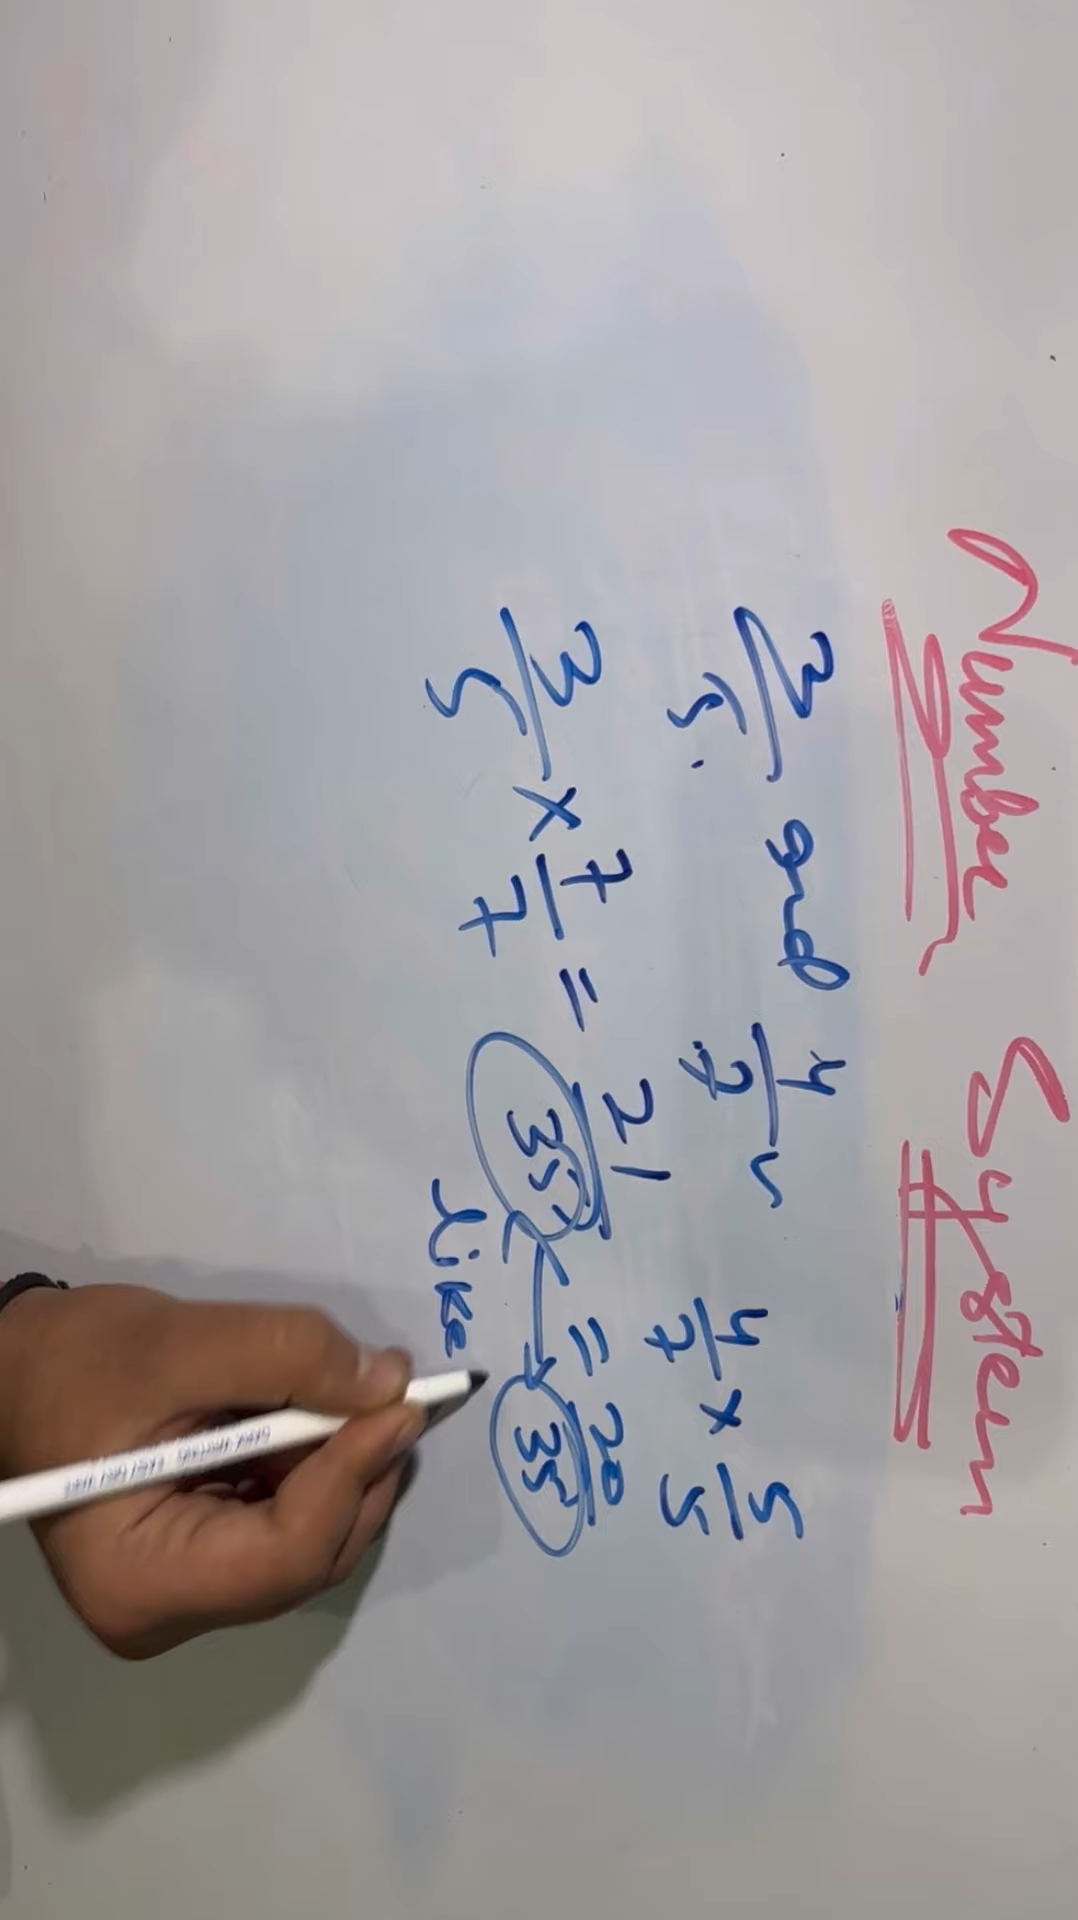 Number System
3/5. and 4/7
4/7 × 5/5
3/5 × 7/7 = 21/35 = 20/35
like